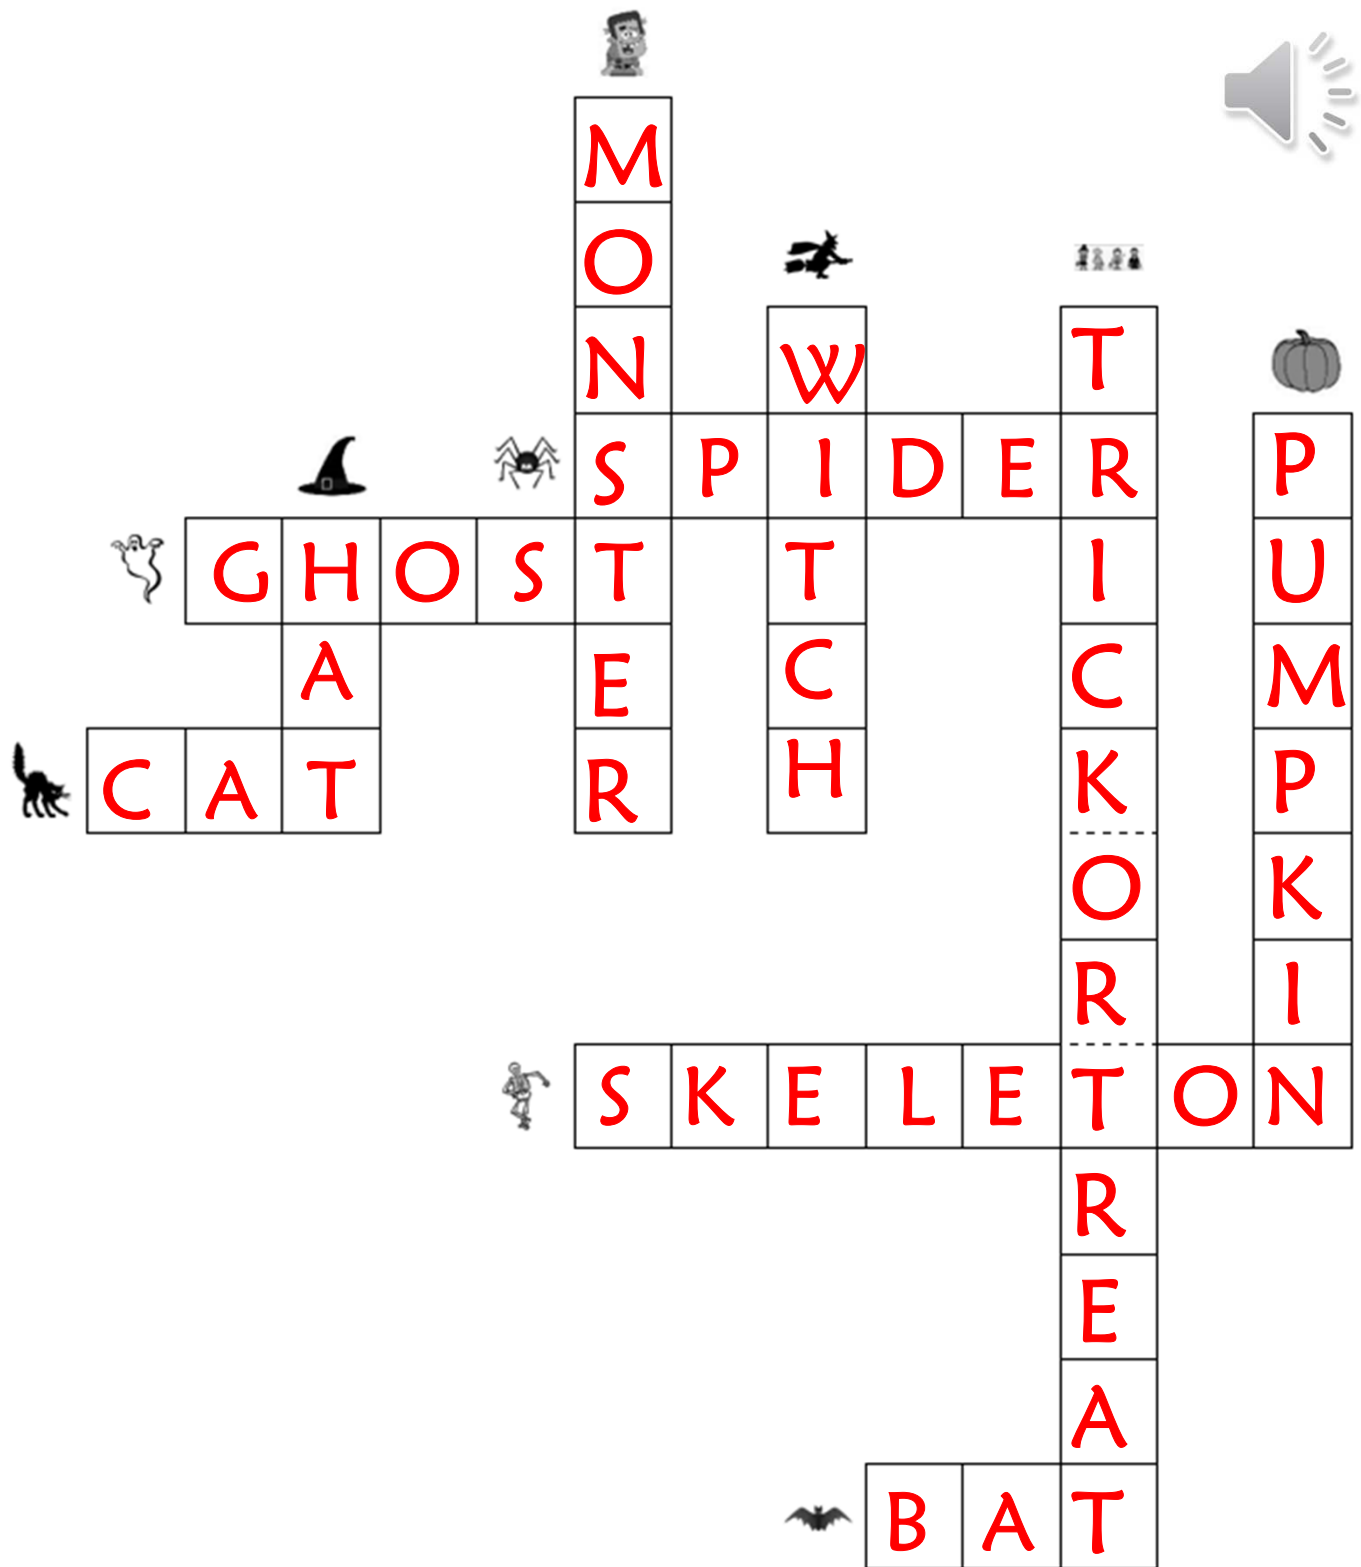 M
O
N W T
S P I D E R P
G H O S T T I U
A E C C M
C A T R H K P
O K
R I
S K E L E T O N
R
E
A
B A T